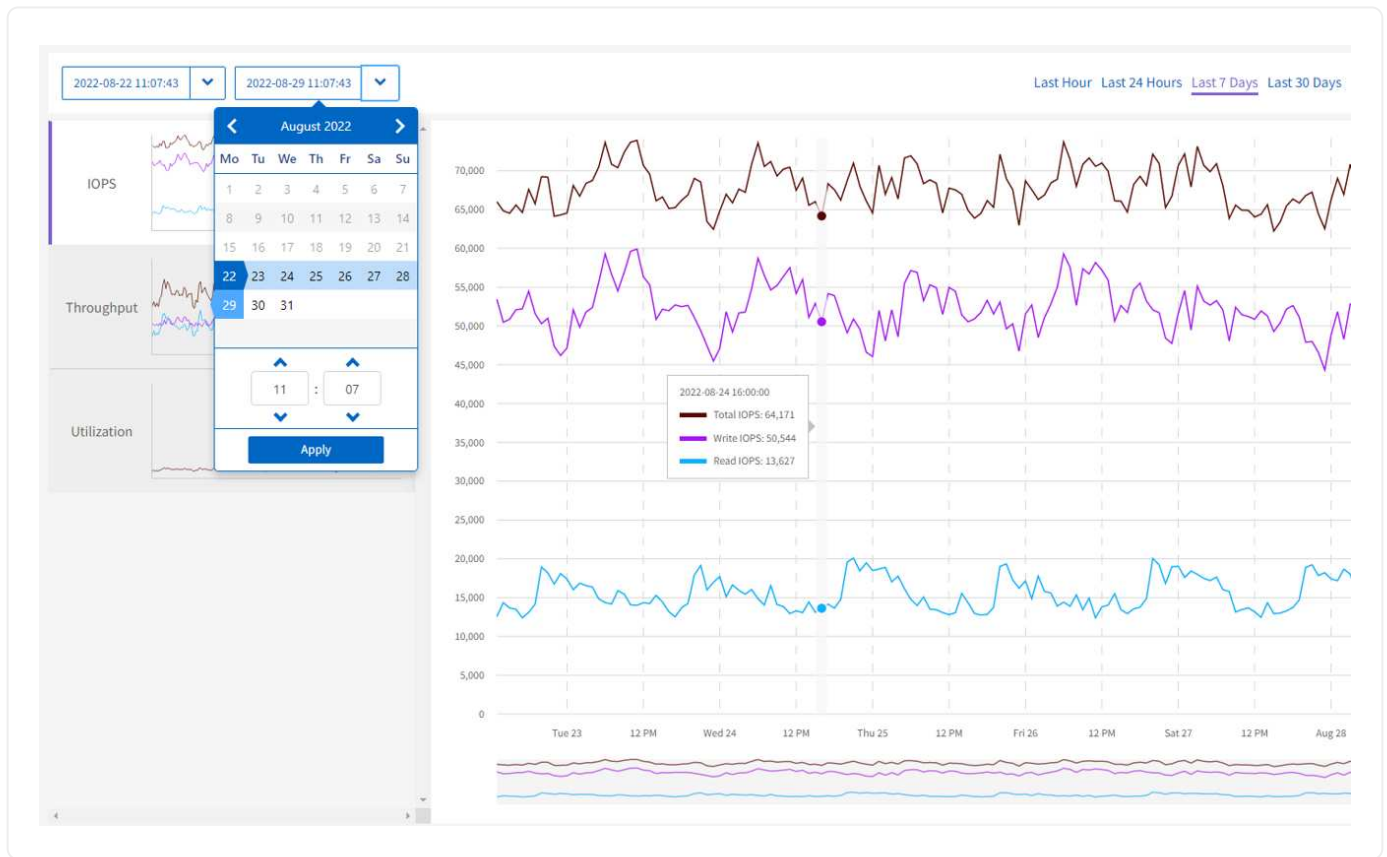 2022-08-22 11:07:43 2022-08-29 11:07:43 Last Hour Last 24 Hours Last 7 Days Last 30 Days
August 2022
Mo Tu We Th Fr Sa Su
1 2 3 4 5 6 7
8 9 10 11 12 13 14
15 16 17 18 19 20 21
22 23 24 25 26 27 28
29 30 31
11 : 07
Apply
IOPS
Throughput
Utilization
70,000
65,000
60,000
55,000
50,000
45,000
40,000
35,000
30,000
25,000
20,000
15,000
10,000
5,000
0
2022-08-24 16:00:00
Total IOPS: 64,171
Write IOPS: 50,544
Read IOPS: 13,627
Tue 23 12 PM Wed 24 12 PM Thu 25 12 PM Fri 26 12 PM Sat 27 12 PM Aug 28